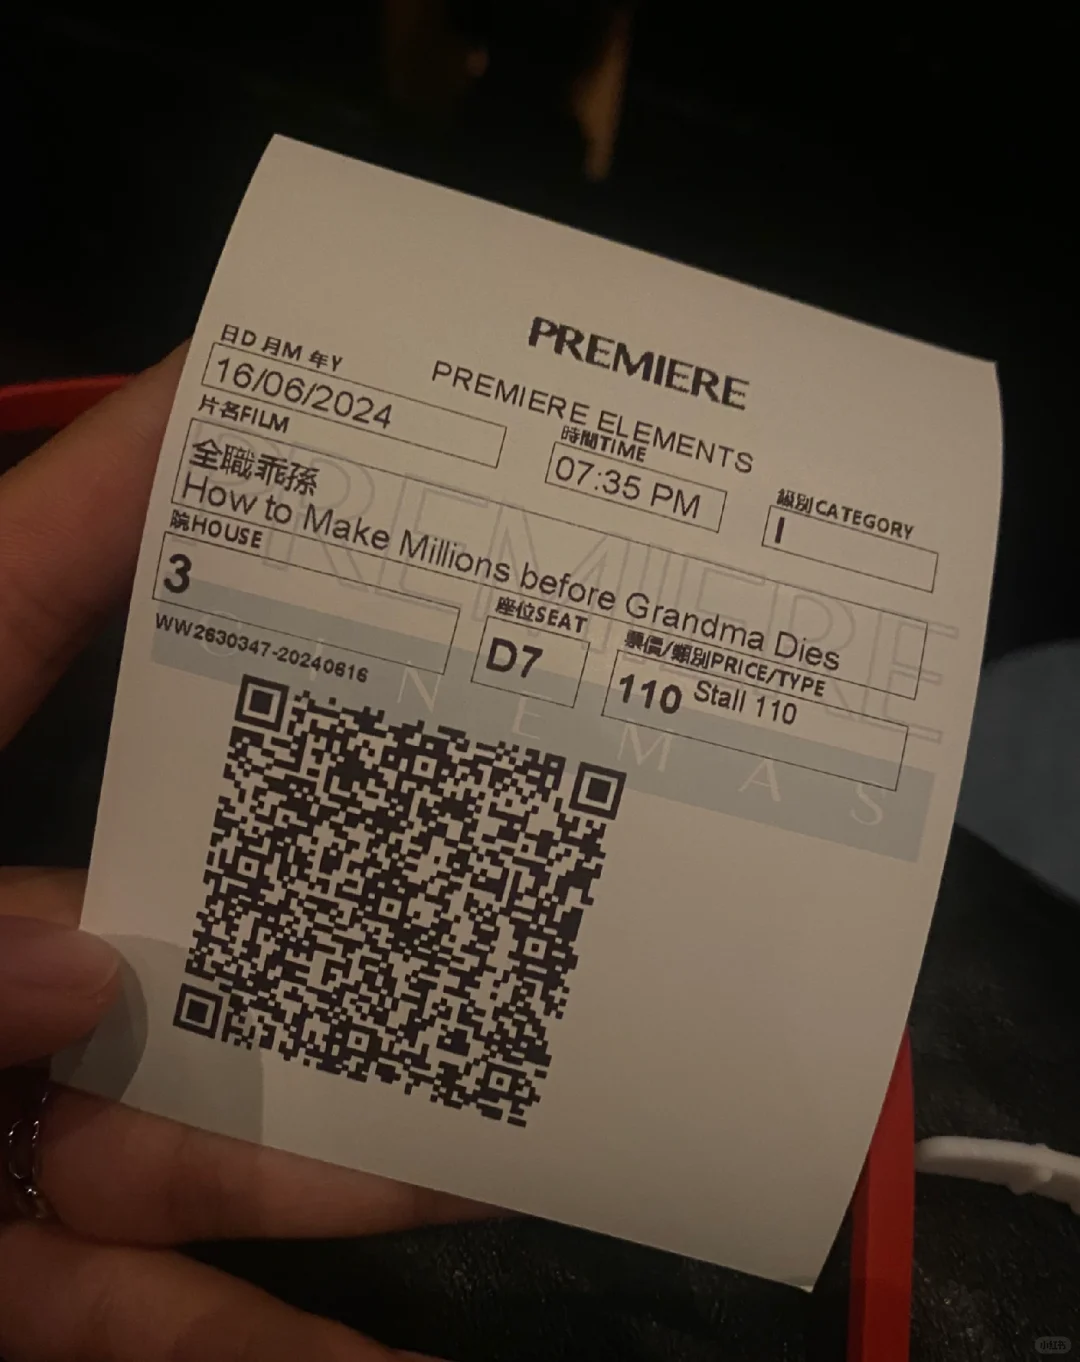 PREMIERE
PREMIERE ELEMENTS
日D 月M 年Y
16/06/2024
時間TIME
07:35 PM
級別CATEGORY
I
片名FILM
全職乖孫
How to Make Millions before Grandma Dies
院HOUSE
3
座位SEAT
D7
票價/類別PRICE/TYPE
110 Stall 110
WW2630347-20240616
PREMIERE
CINEMAS
小红书